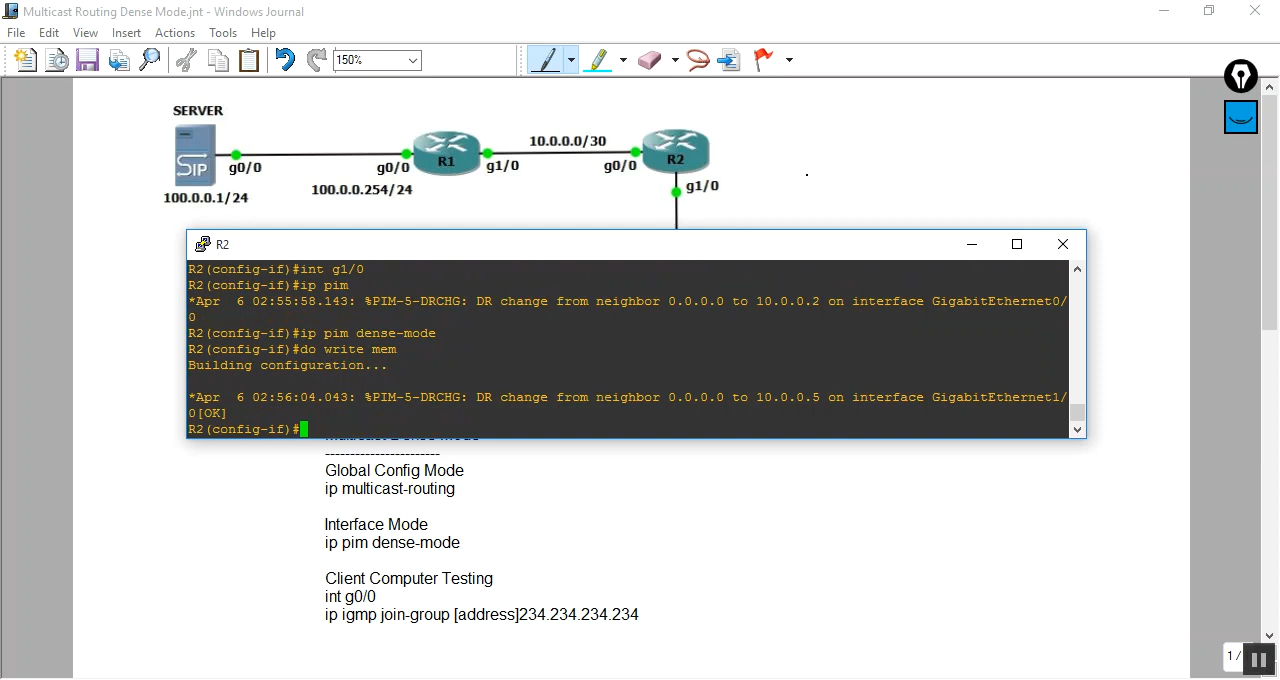 Multicast Routing Dense Mode.jnt - Windows Journal
File Edit View Insert Actions Tools Help
150%
SERVER
SIP
g0/0
100.0.0.1/24
g0/0
100.0.0.254/24
R1
g1/0
10.0.0.0/30
g0/0
R2
g1/0
R2
R2(config-if)#int g1/0
R2(config-if)#ip pim
*Apr  6 02:55:58.143: %PIM-5-DRCHG: DR change from neighbor 0.0.0.0 to 10.0.0.2 on interface GigabitEthernet0/
0
R2(config-if)#ip pim dense-mode
R2(config-if)#do write mem
Building configuration...
*Apr  6 02:56:04.043: %PIM-5-DRCHG: DR change from neighbor 0.0.0.0 to 10.0.0.5 on interface GigabitEthernet1/
0[OK]
R2(config-if)#
-----------------------
Global Config Mode
ip multicast-routing
Interface Mode
ip pim dense-mode
Client Computer Testing
int g0/0
ip igmp join-group [address]234.234.234.234
1 /